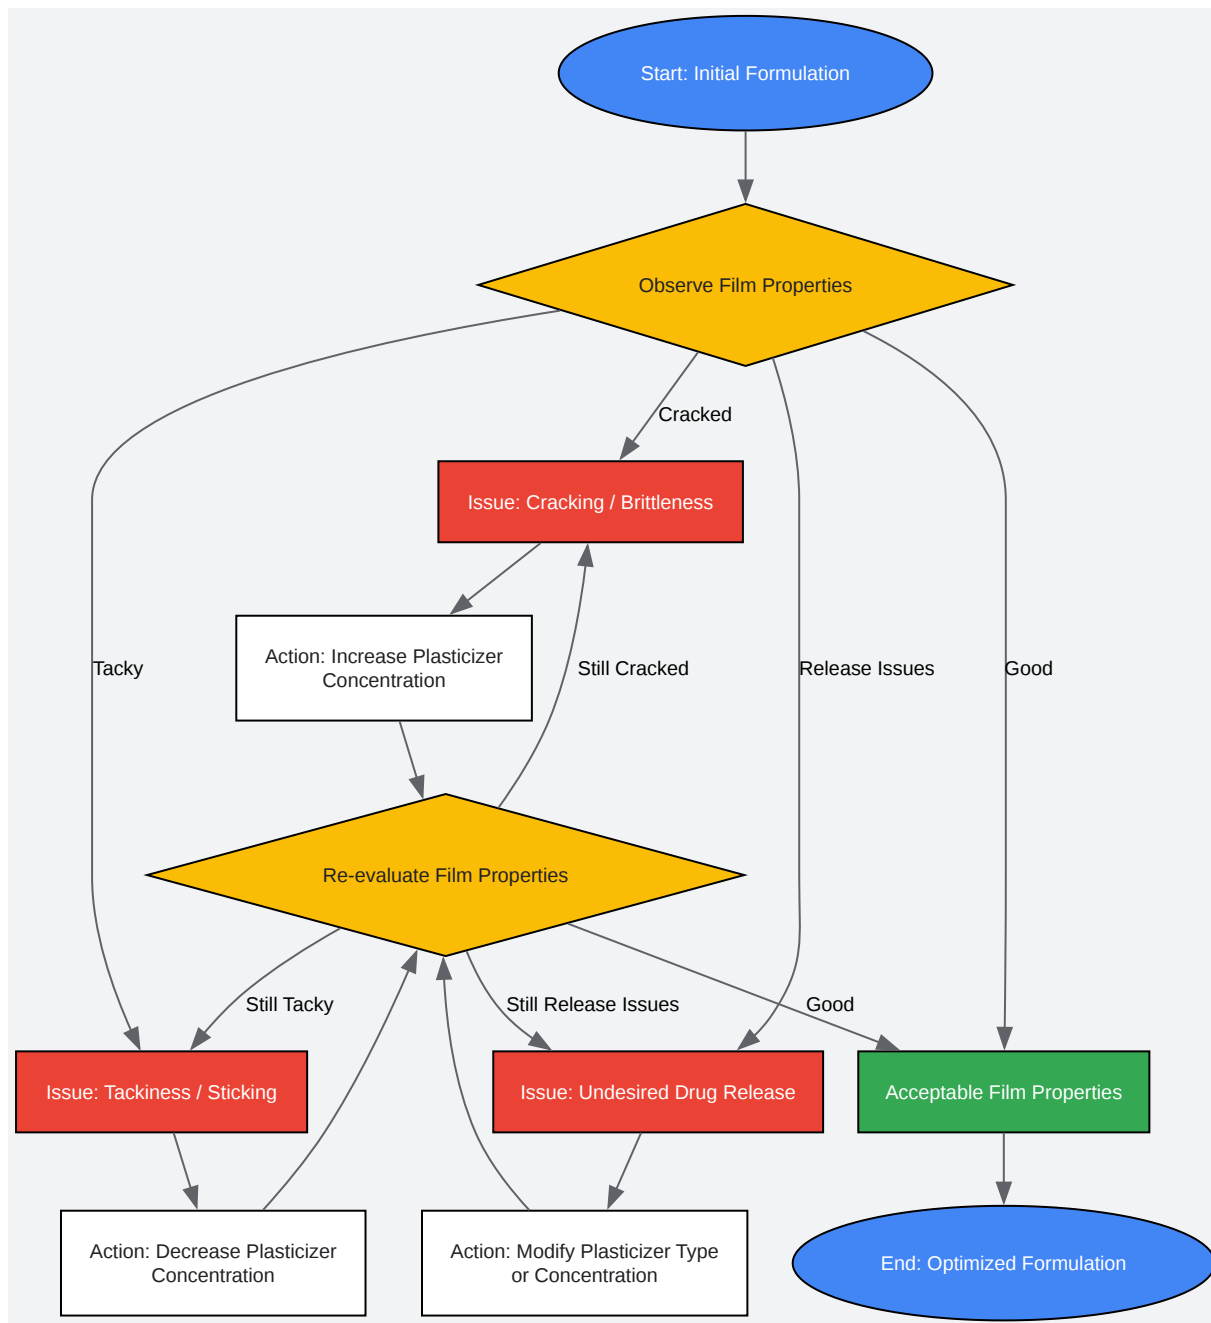 Start: Initial Formulation
Observe Film Properties
Cracked
Issue: Cracking / Brittleness
Action: Increase Plasticizer
Concentration
Tacky
Still Cracked
Release Issues
Good
Re-evaluate Film Properties
Still Tacky
Still Release Issues
Good
Issue: Tackiness / Sticking
Issue: Undesired Drug Release
Acceptable Film Properties
Action: Decrease Plasticizer
Concentration
Action: Modify Plasticizer Type
or Concentration
End: Optimized Formulation